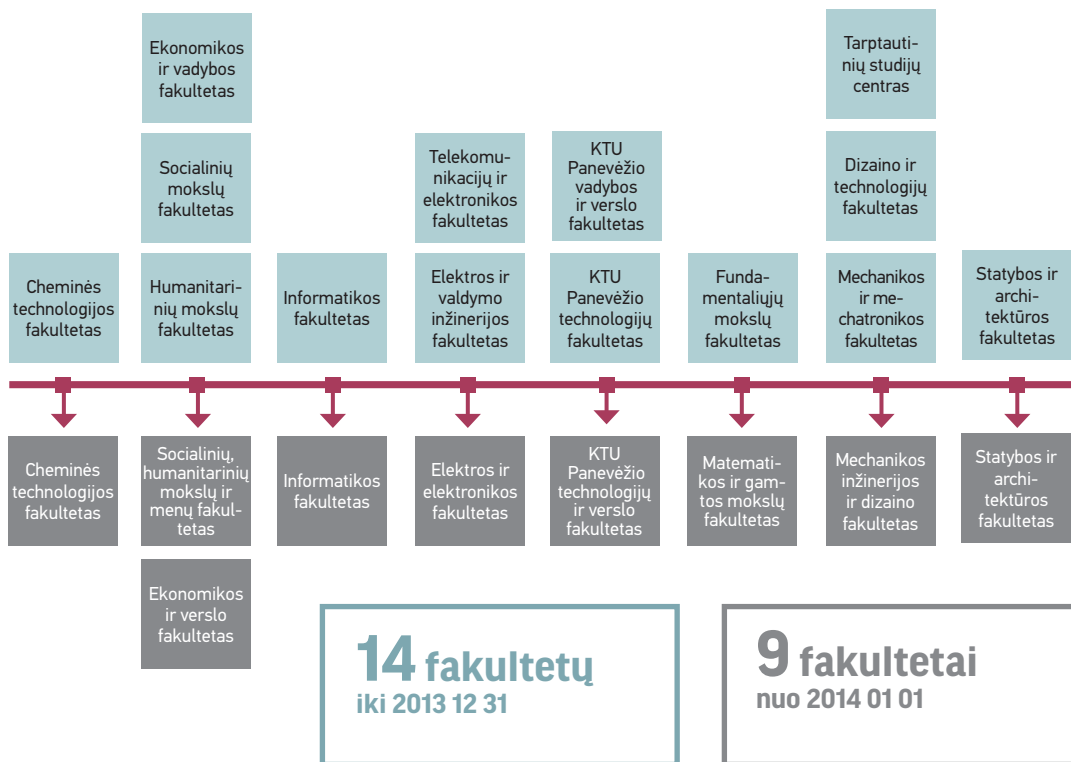 Ekonomikos
ir vadybos
fakultetas
Tarptauti-
nių studijų
centras
Socialinių
mokslų
fakultetas
Telekomu-
nikacijų ir
elektronikos
fakultetas
KTU
Panevėžio
vadybos
ir verslo
fakultetas
Dizaino ir
technologijų
fakultetas
Cheminės
technologijos
fakultetas
Humanitari-
nių mokslų
fakultetas
Informatikos
fakultetas
Elektros ir
valdymo
inžinerijos
fakultetas
KTU
Panevėžio
technologijų
fakultetas
Funda-
mentaliųjų
mokslų
fakultetas
Mechanikos
ir me-
chatronikos
fakultetas
Statybos ir
archi-
tektūros
fakultetas
Cheminės
technologijos
fakultetas
Socialinių,
humanitarinių
mokslų ir
menų fakul-
tetas
Informatikos
fakultetas
Elektros ir
elektronikos
fakultetas
KTU
Panevėžio
technologijų
ir verslo
fakultetas
Matemati-
kos ir gam-
tos mokslų
fakultetas
Mechanikos
inžinerijos
ir dizaino
fakultetas
Statybos ir
archi-
tektūros
fakultetas
Ekonomikos
ir verslo
fakultetas
14 fakultetų
iki 2013 12 31
9 fakultetai
nuo 2014 01 01